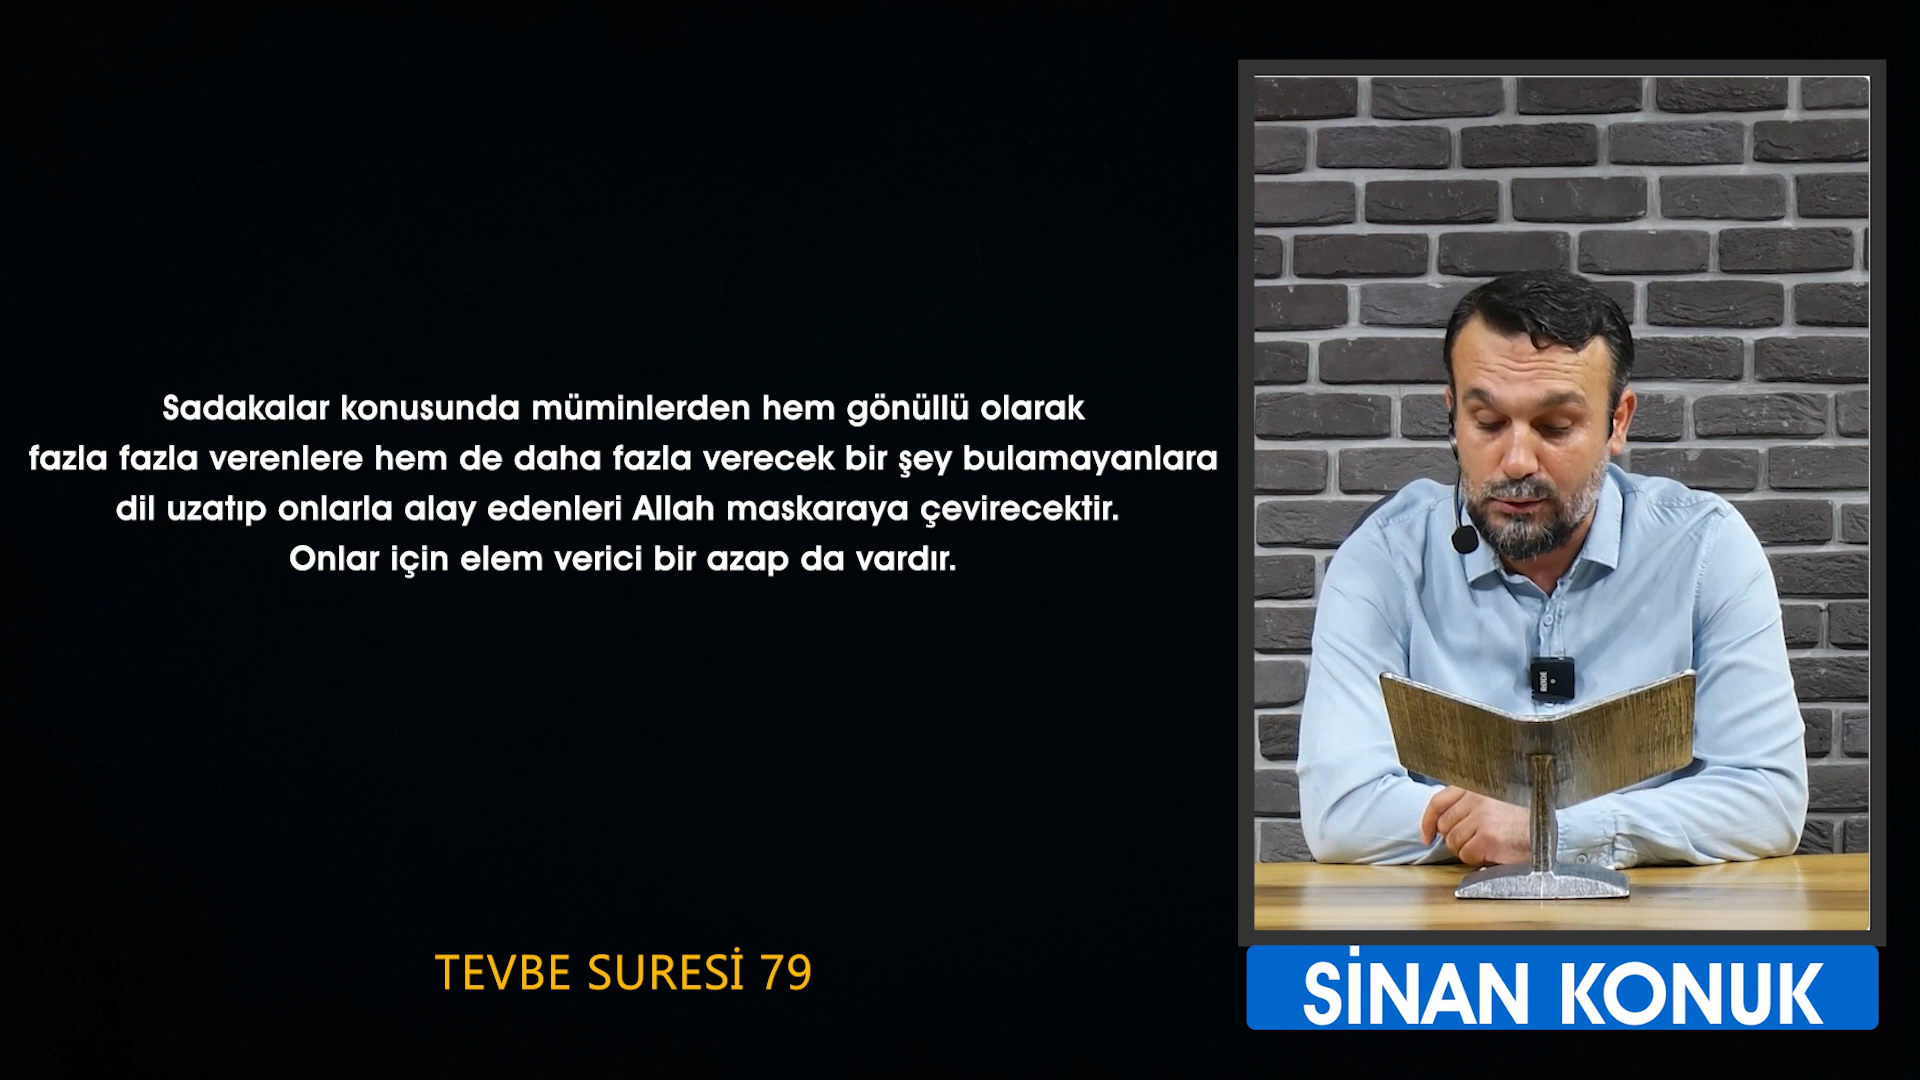 Sadakalar konusunda müminlerden hem gönüllü olarak
fazla fazla verenlere hem de daha fazla verecek bir şey bulamayanlara
dil uzatıp onlarla alay edenleri Allah maskaraya çevirecektir.
Onlar için elem verici bir azap da vardır.
TEVBE SURESİ 79
RØDE
SİNAN KONUK